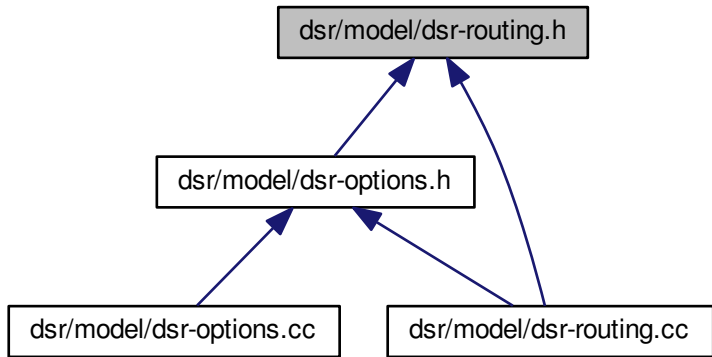 dsr/model/dsr-routing.h
dsr/model/dsr-options.h
dsr/model/dsr-options.cc
dsr/model/dsr-routing.cc